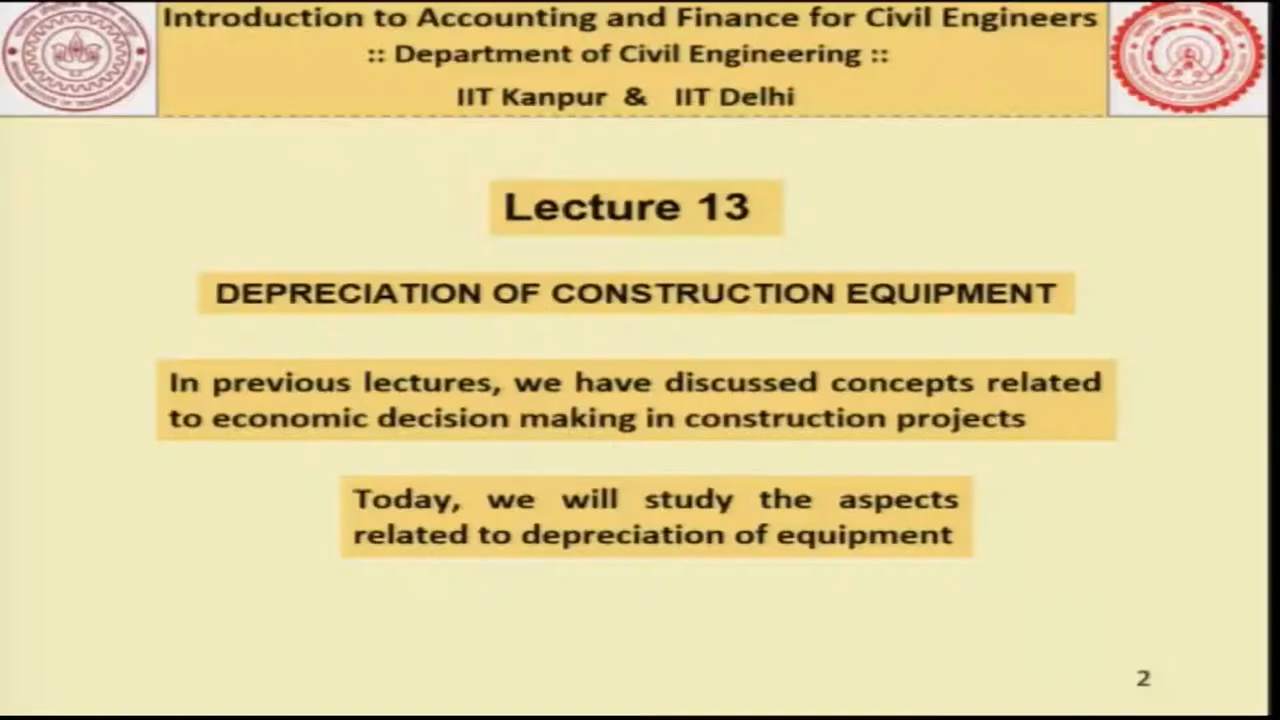 Introduction to Accounting and Finance for Civil Engineers
:: Department of Civil Engineering ::
IIT Kanpur & IIT Delhi
Lecture 13
DEPRECIATION OF CONSTRUCTION EQUIPMENT
In previous lectures, we have discussed concepts related
to economic decision making in construction projects
Today, we will study the aspects
related to depreciation of equipment
2